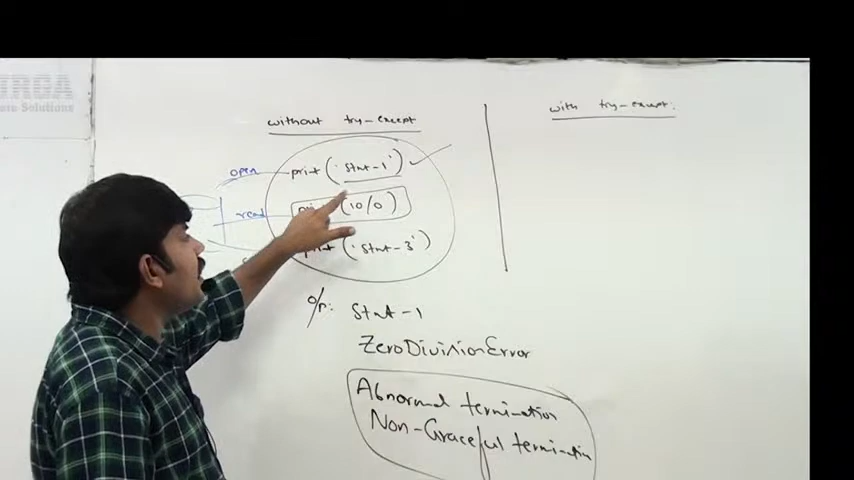 without try-except
with try-except:
open
print('Stmt-1')
read
(10/0)
print('Stmt-3')
o/p: Stmt-1
ZeroDivisionError
Abnormal termination
Non-Graceful termination